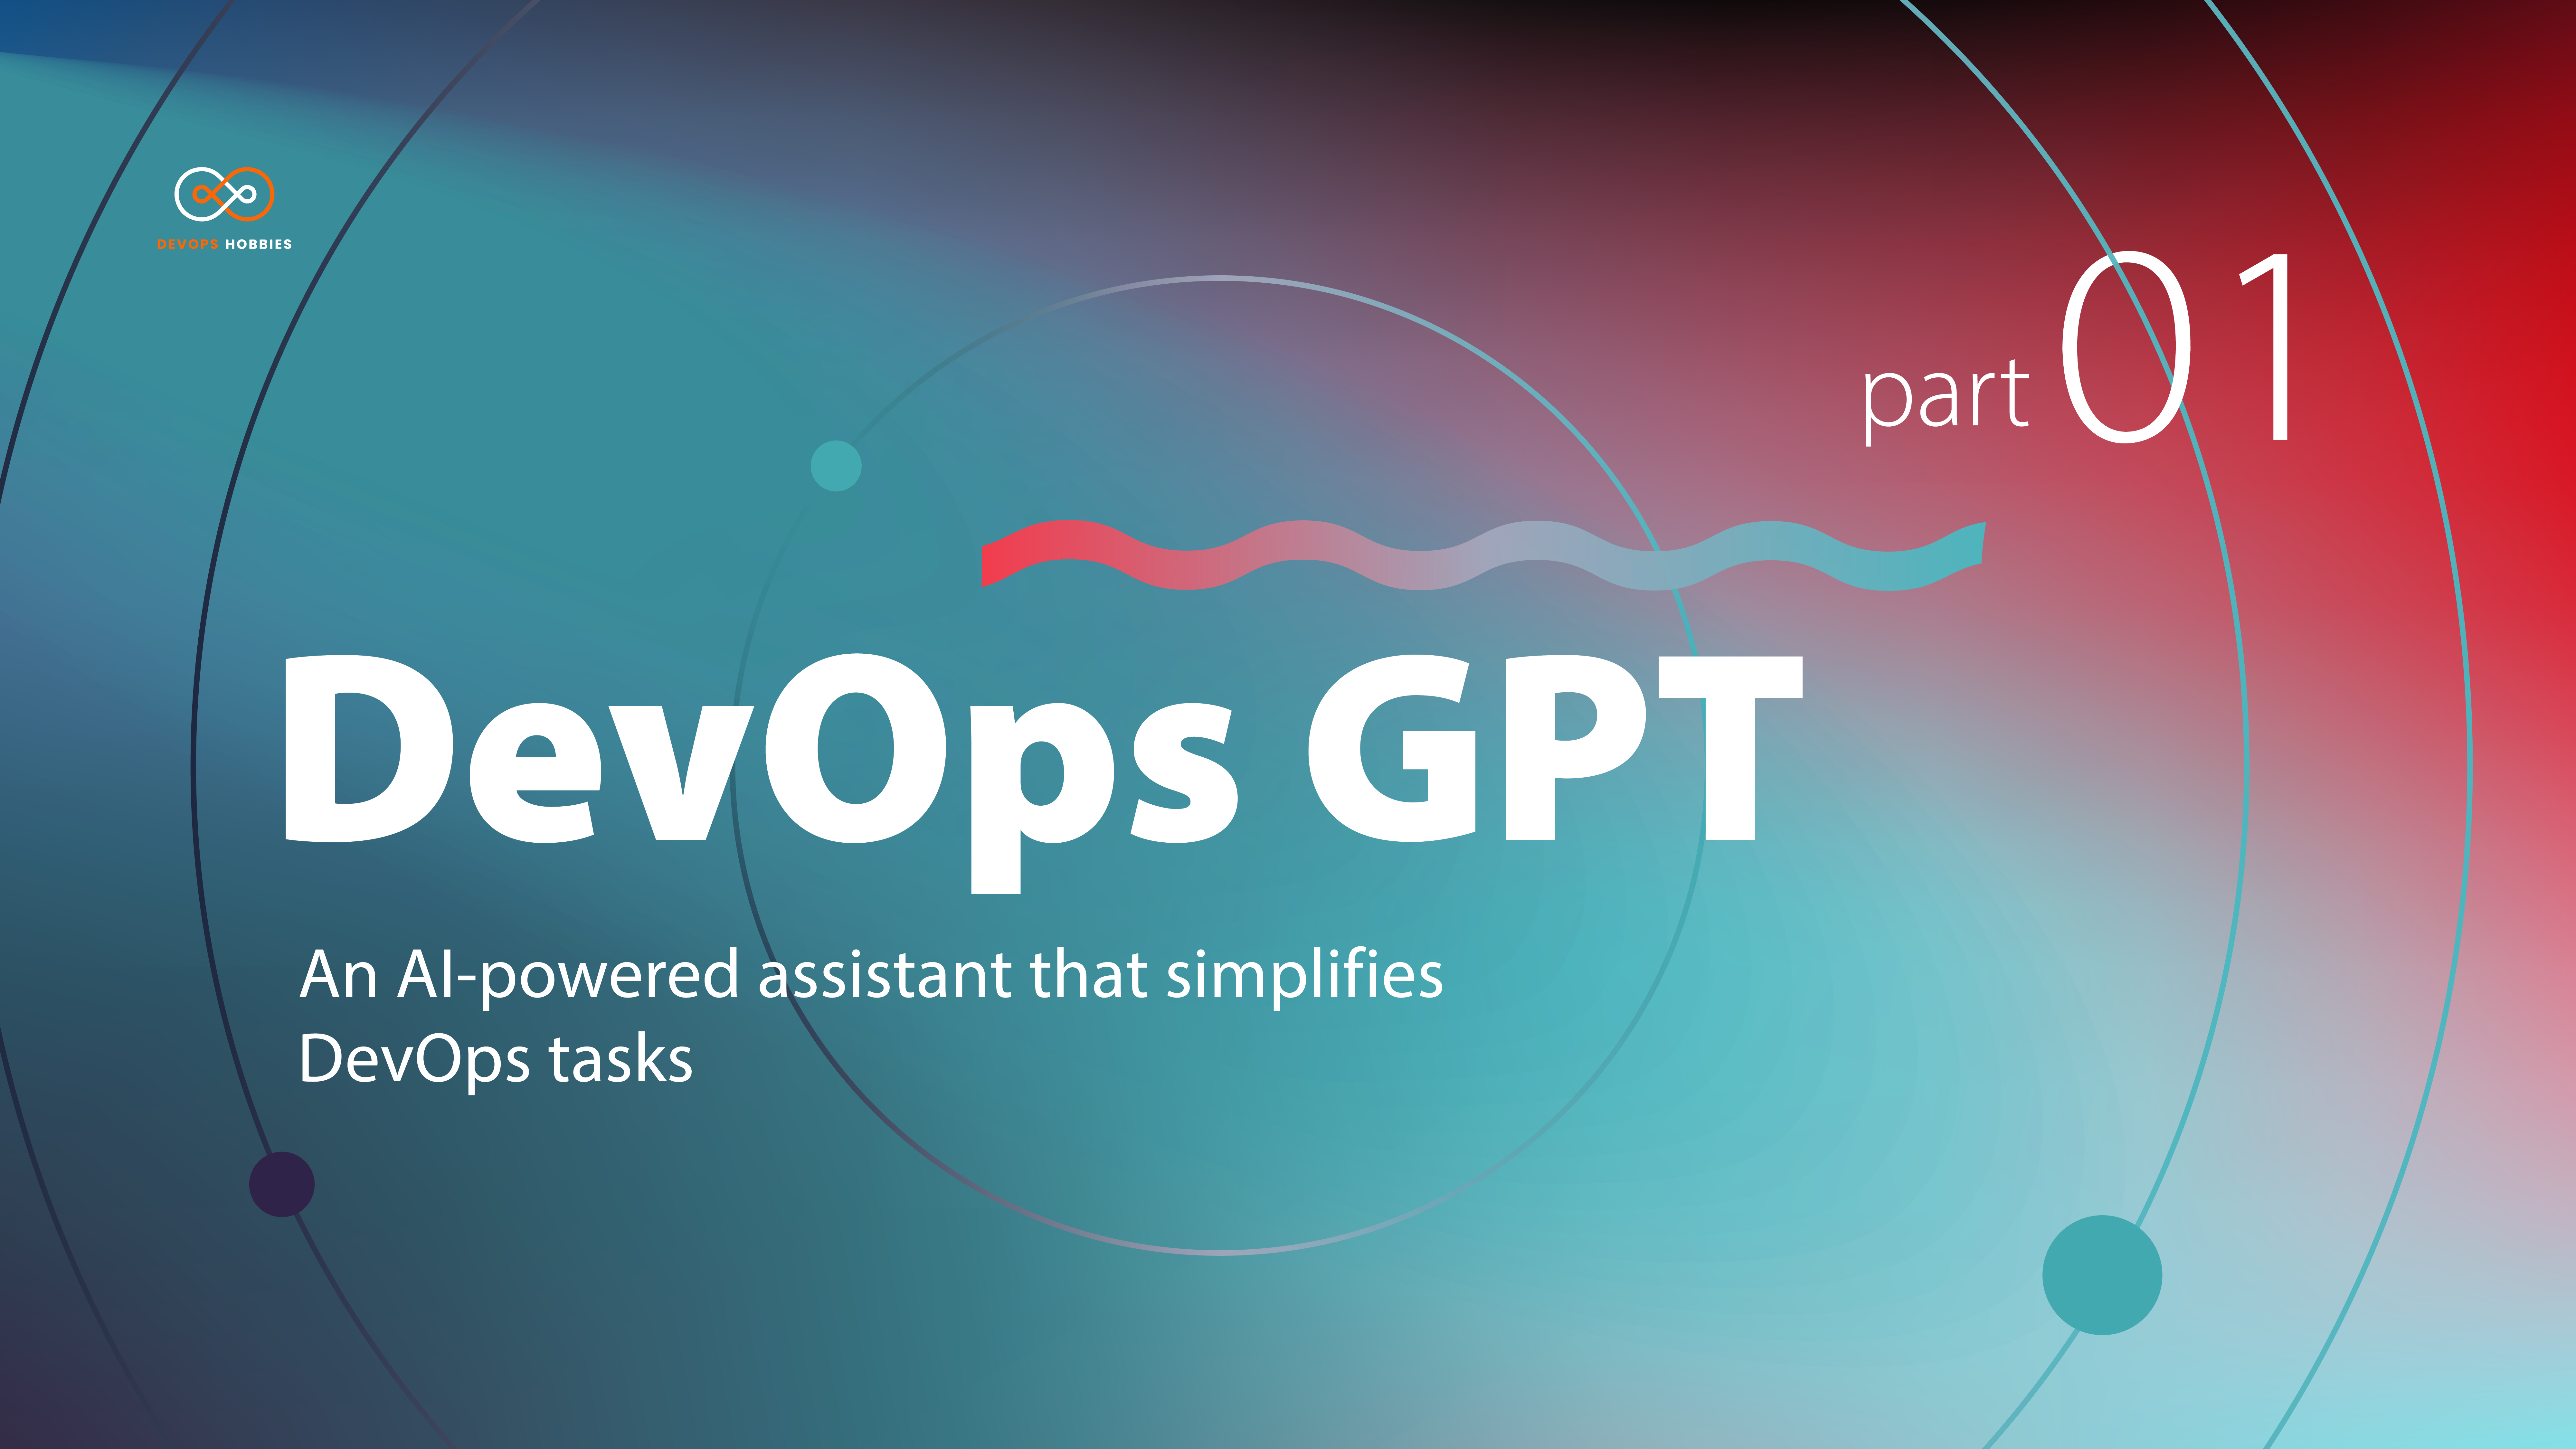 DEVOPS HOBBIES
part 01
DevOps GPT
An AI-powered assistant that simplifies
DevOps tasks